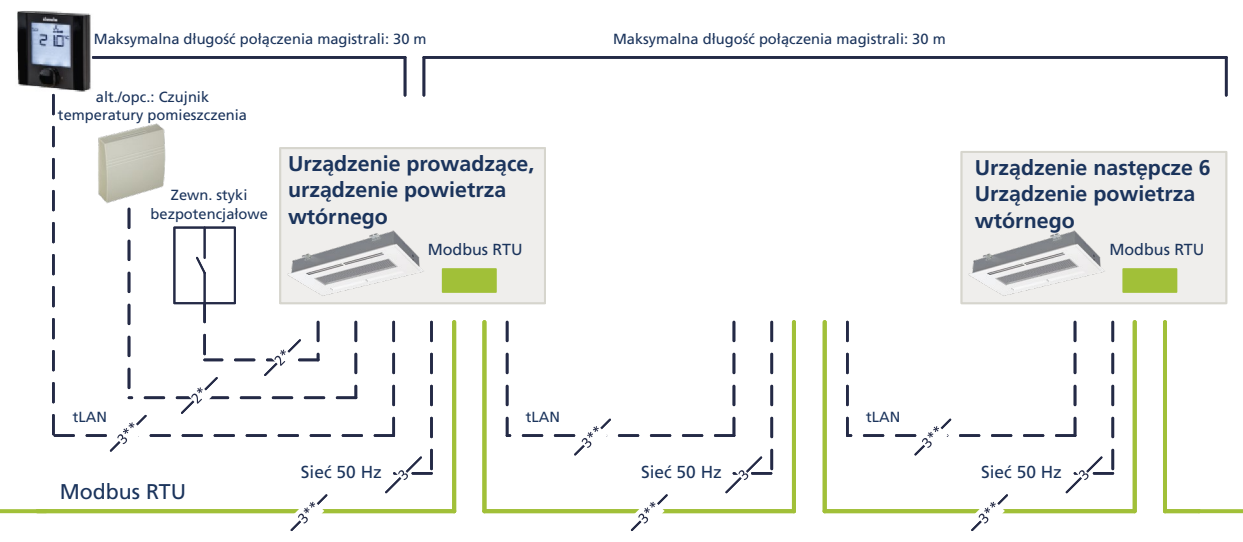 Maksymalna długość połączenia magistrali: 30 m
Maksymalna długość połączenia magistrali: 30 m
alt./opc.: Czujnik
temperatury pomieszczenia
Zewn. styki
bezpotencjałowe
Urządzenie prowadzące,
urządzenie powietrza
wtórnego
Modbus RTU
Urządzenie następcze 6
Urządzenie powietrza
wtórnego
Modbus RTU
2*
2*
tLAN
3**
tLAN
3**
tLAN
3**
Sieć 50 Hz
3
Sieć 50 Hz
3
Sieć 50 Hz
3
Modbus RTU
3**
3**
3**